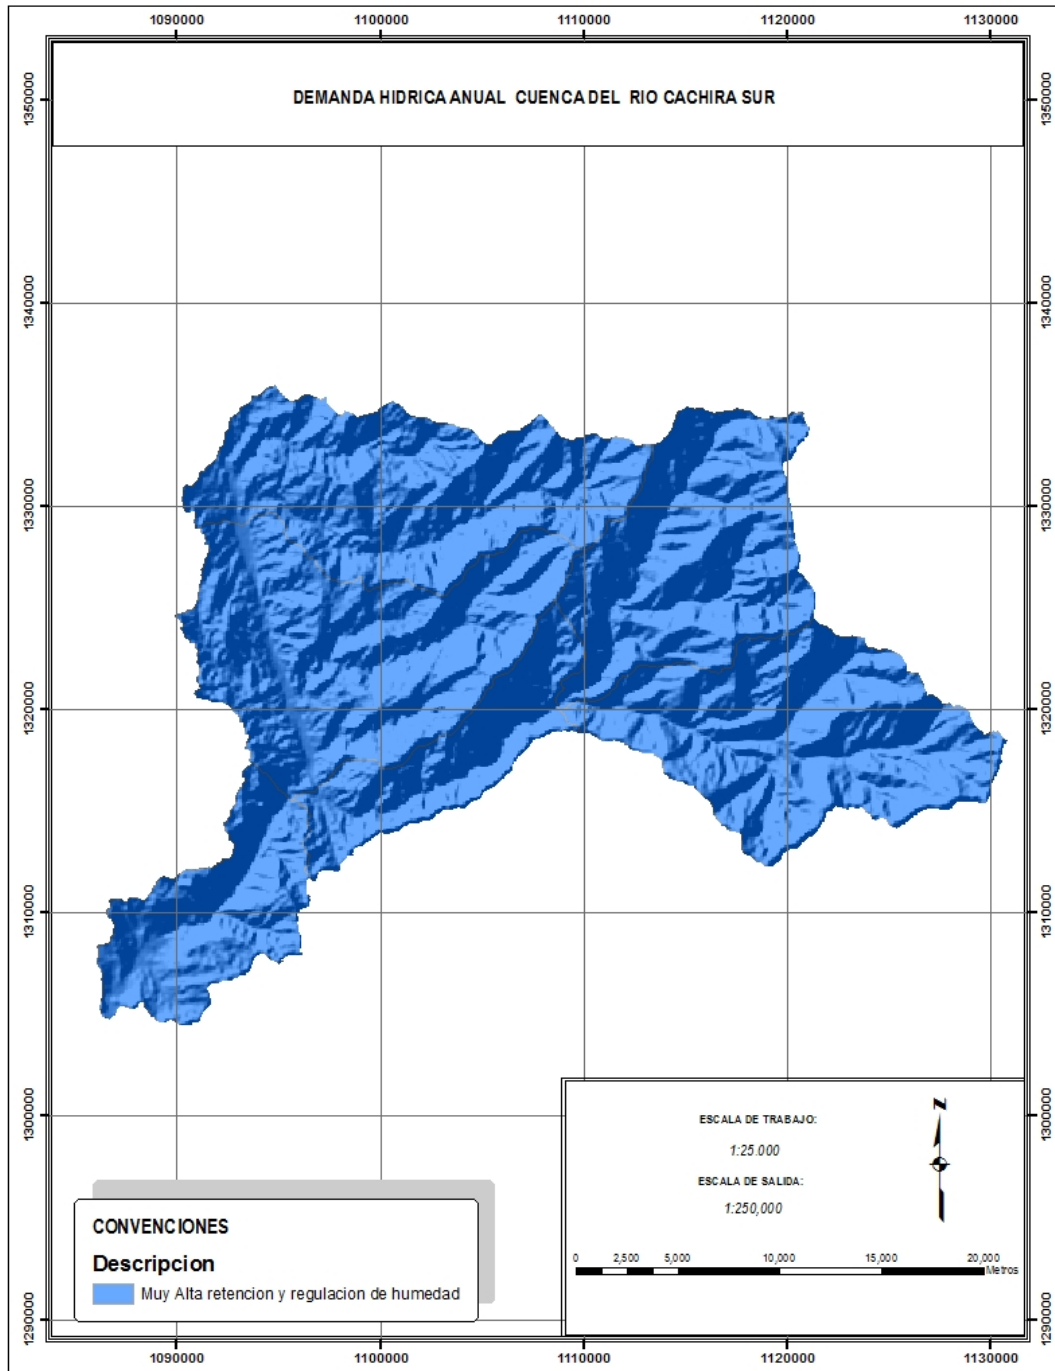 1090000 1100000 1110000 1120000 1130000
DEMANDA HIDRICA ANUAL CUENCA DEL RIO CACHIRA SUR
1350000 1350000
1340000 1340000
1330000 1330000
1320000 1320000
1310000 1310000
1300000 1300000
1290000 1290000
ESCALA DE TRABAJO:
1:25.000
ESCALA DE SALIDA:
1:250,000
N
0 2,500 5,000 10,000 15,000 20,000
Metros
CONVENCIONES
Descripcion
Muy Alta retencion y regulacion de humedad
1090000 1100000 1110000 1120000 1130000